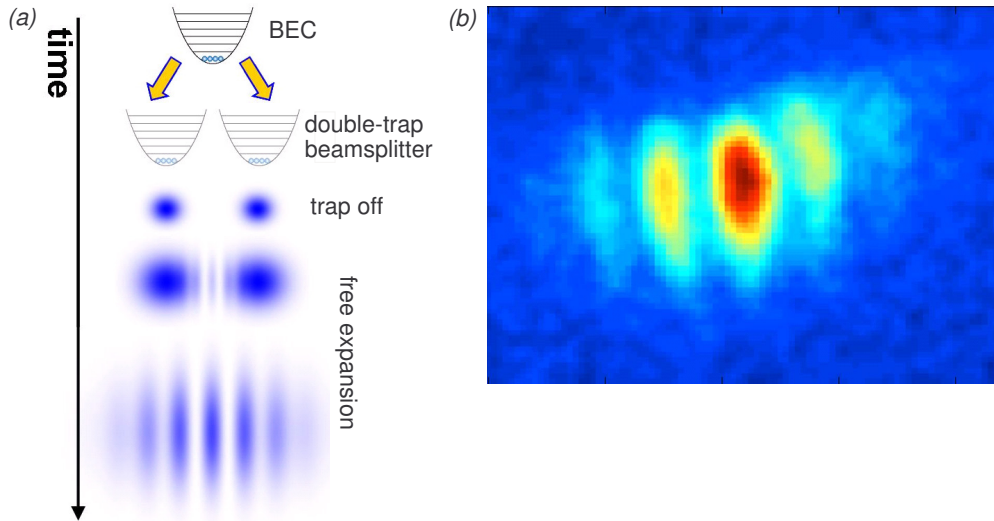 (a)
time
BEC
double-trap
beamsplitter
trap off
free expansion
(b)